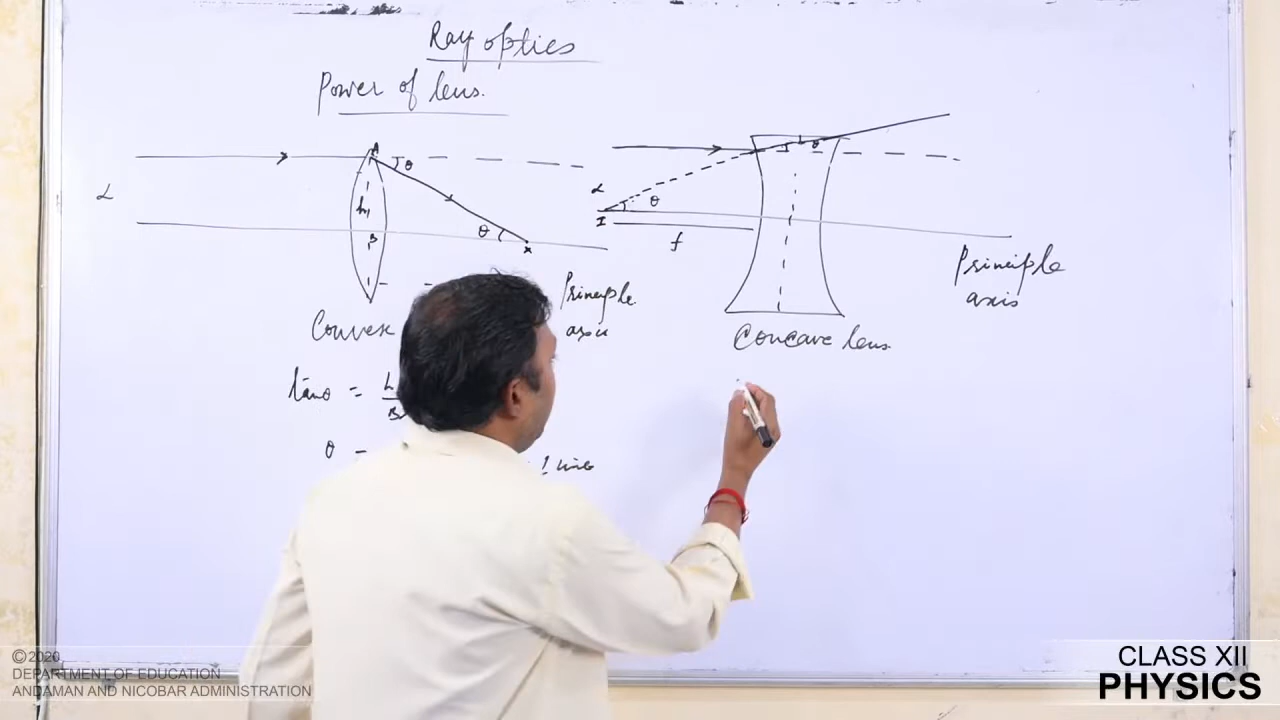 Ray optics
Power of lens.
A
θ
h
B
θ
Principle
axis
Convex
tanθ = h
B
θ =
θ
θ
I
f
Principle
axis
Concave lens
©2020
DEPARTMENT OF EDUCATION
ANDAMAN AND NICOBAR ADMINISTRATION
CLASS XII
PHYSICS